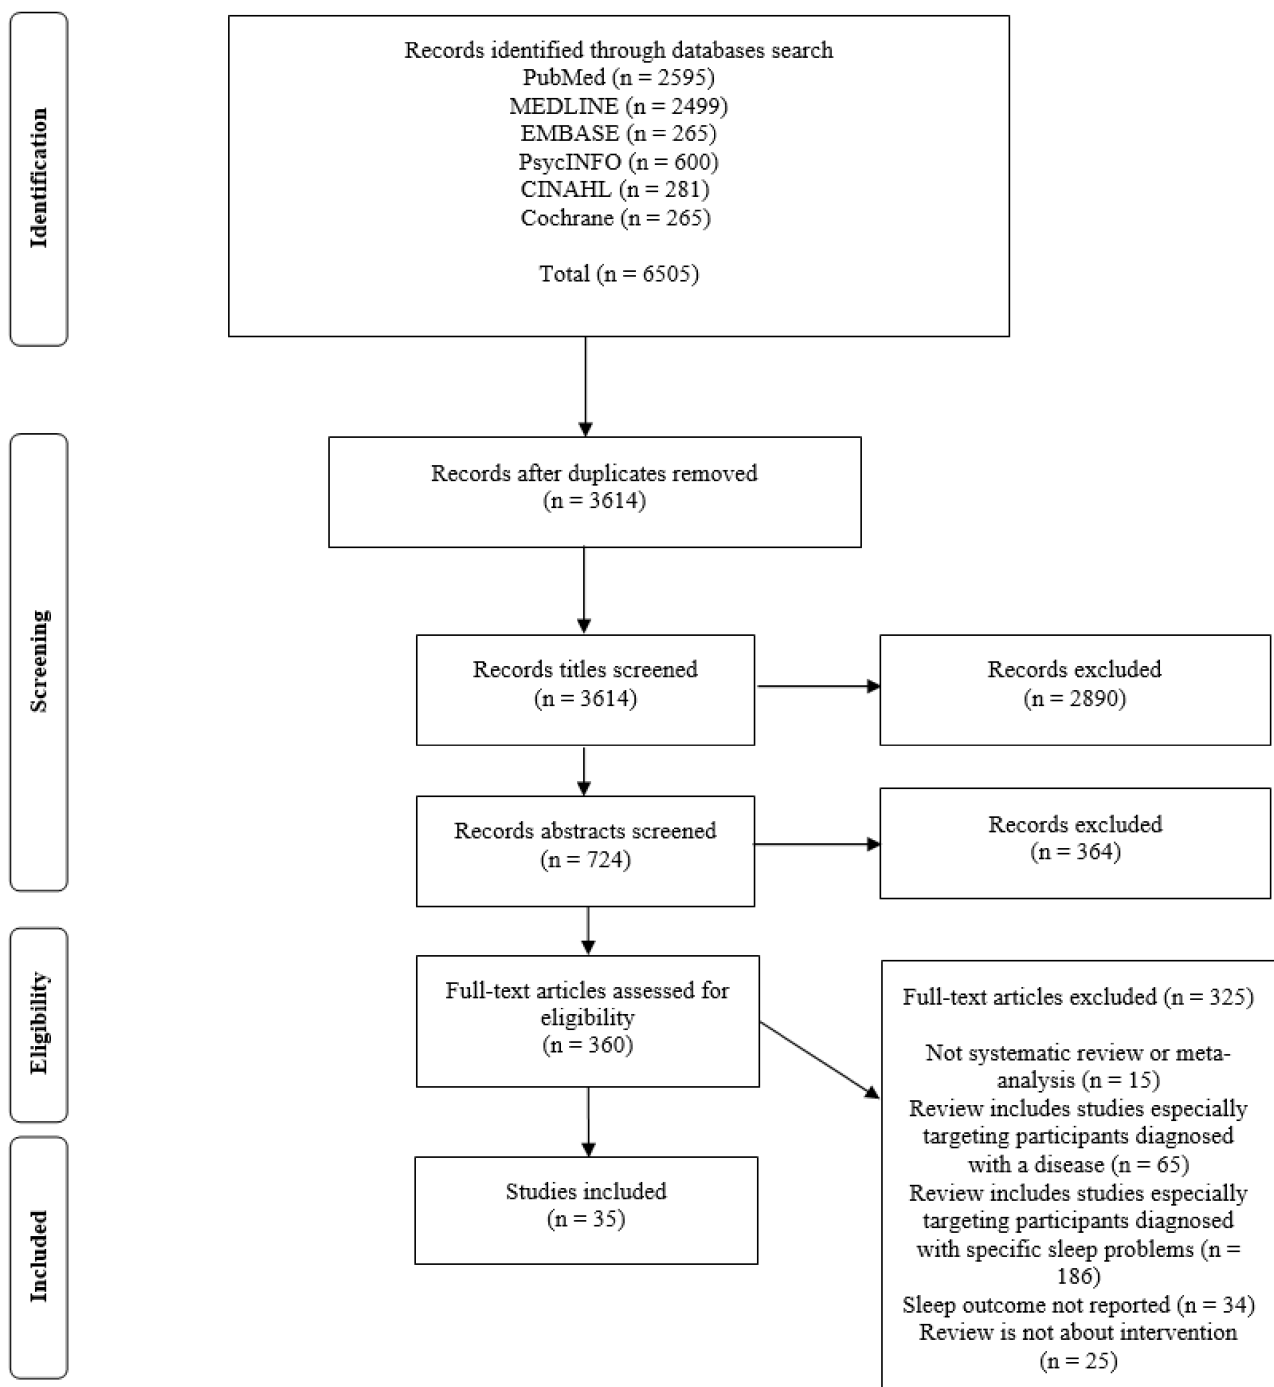 Identification
Records identified through databases search
PubMed (n = 2595)
MEDLINE (n = 2499)
EMBASE (n = 265)
PsycINFO (n = 600)
CINAHL (n = 281)
Cochrane (n = 265)
Total (n = 6505)
Screening
Records after duplicates removed
(n = 3614)
Records titles screened
(n = 3614)
Records excluded
(n = 2890)
Records abstracts screened
(n = 724)
Records excluded
(n = 364)
Eligibility
Full-text articles assessed for
eligibility
(n = 360)
Full-text articles excluded (n = 325)
Not systematic review or meta-
analysis (n = 15)
Review includes studies especially
targeting participants diagnosed
with a disease (n = 65)
Review includes studies especially
targeting participants diagnosed
with specific sleep problems (n =
186)
Sleep outcome not reported (n = 34)
Review is not about intervention
(n = 25)
Included
Studies included
(n = 35)